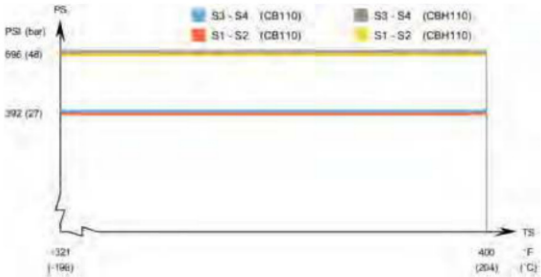 PS
S3 - S4 (CB110)
S3 - S4 (CBH110)
PSI (bar)
S1 - S2 (CB110)
S1 - S2 (CBH110)
696 (48)
392 (27)
TS
-321
400
°F
(-196)
(204)
(°C)